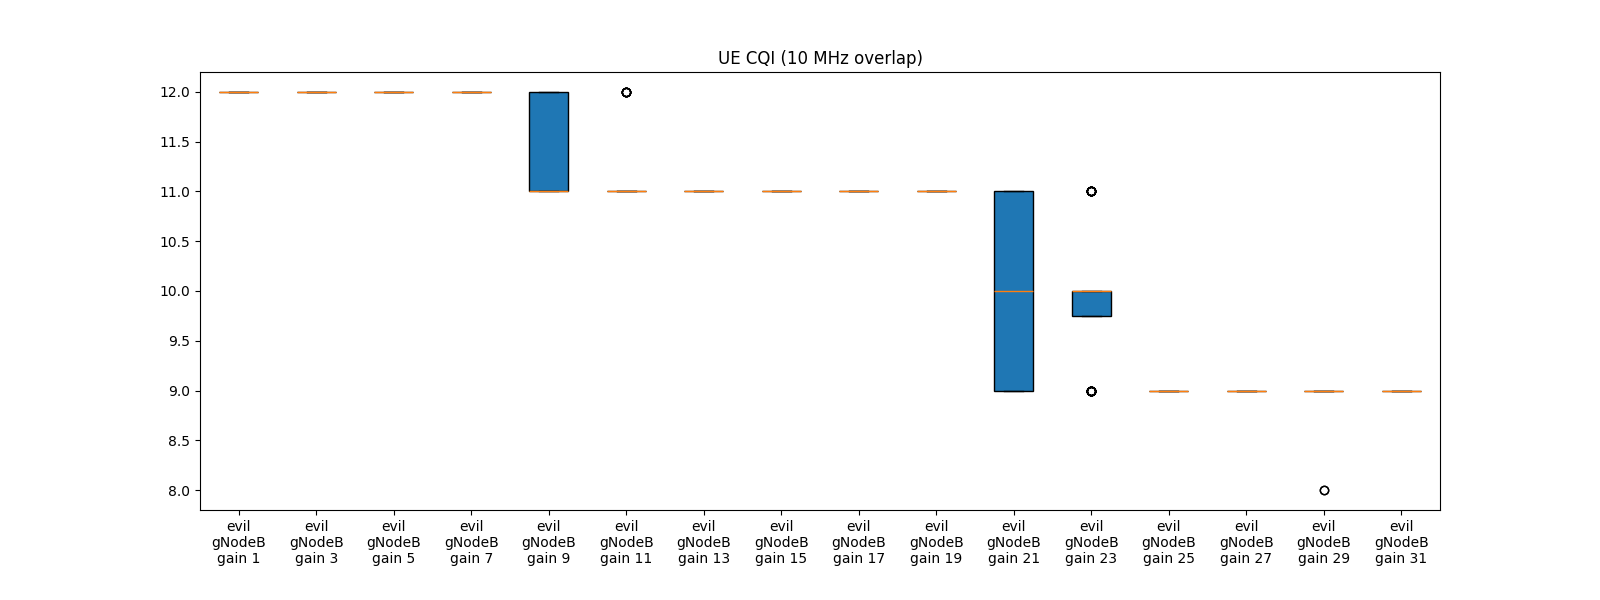 UE CQI (10 MHz overlap)
12.0
11.5
11.0
10.5
10.0
9.5
9.0
8.5
8.0
evil
gNodeB
gain 1
evil
gNodeB
gain 3
evil
gNodeB
gain 5
evil
gNodeB
gain 7
evil
gNodeB
gain 9
evil
gNodeB
gain 11
evil
gNodeB
gain 13
evil
gNodeB
gain 15
evil
gNodeB
gain 17
evil
gNodeB
gain 19
evil
gNodeB
gain 21
evil
gNodeB
gain 23
evil
gNodeB
gain 25
evil
gNodeB
gain 27
evil
gNodeB
gain 29
evil
gNodeB
gain 31